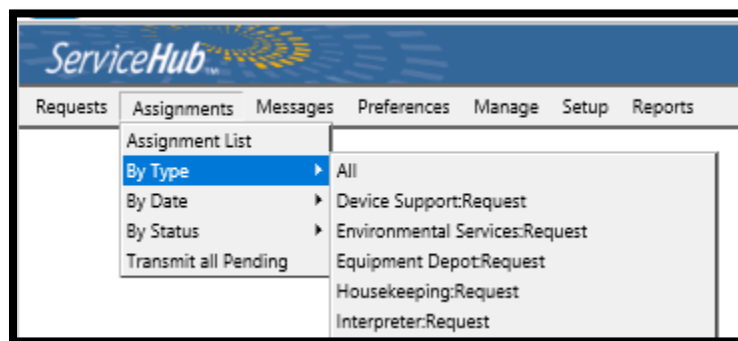 ServiceHub™
Requests Assignments Messages Preferences Manage Setup Reports
Assignment List
By Type
By Date
By Status
Transmit all Pending
All
Device Support:Request
Environmental Services:Request
Equipment Depot:Request
Housekeeping:Request
Interpreter:Request